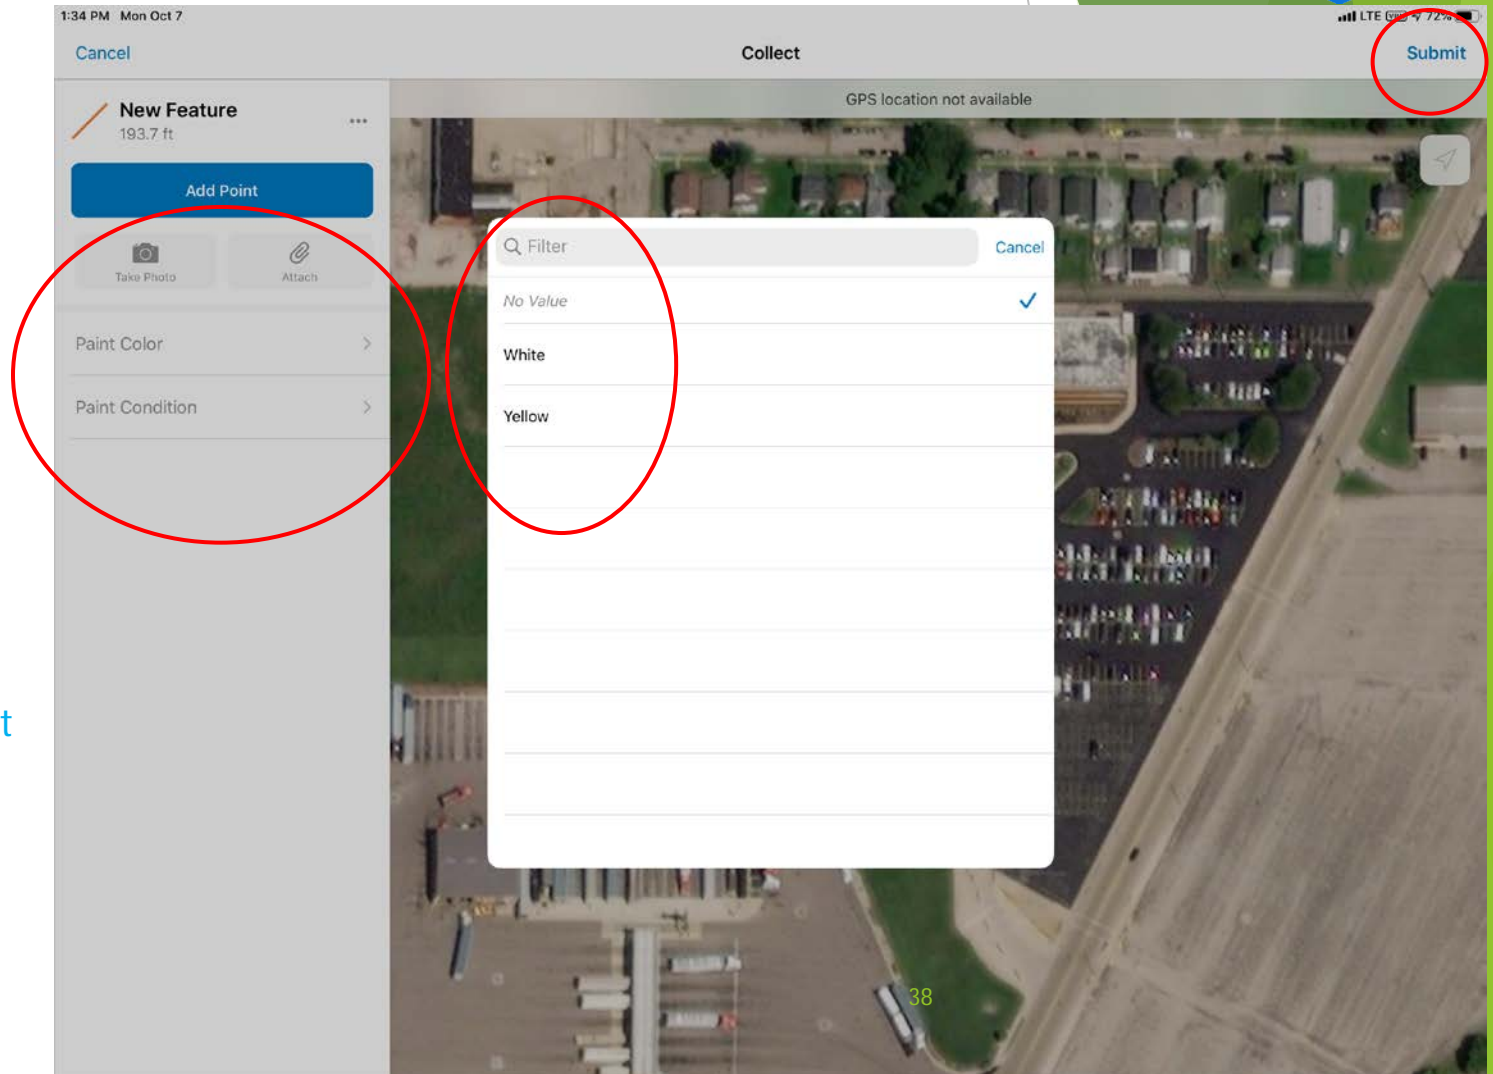 1:34 PM Mon Oct 7
LTE VPN 72%
Cancel
Collect
Submit
New Feature
193.7 ft
GPS location not available
Add Point
Take Photo
Attach
Paint Color
Paint Condition
Filter
Cancel
No Value
White
Yellow
t
38